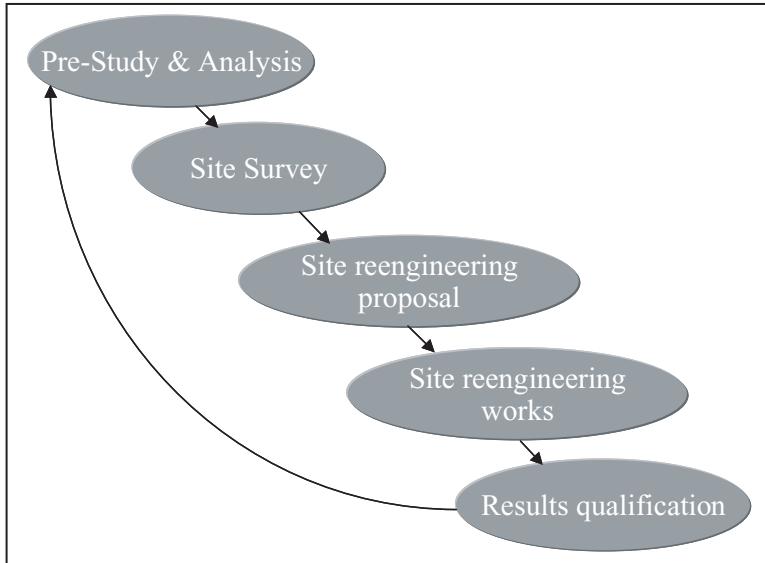 Pre-Study & Analysis
Site Survey
Site reengineering
proposal
Site reengineering
works
Results qualification